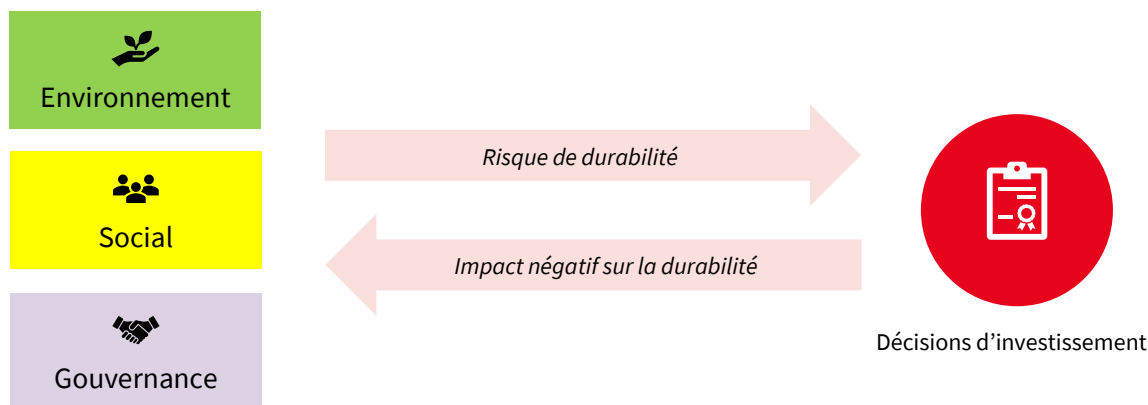 Environnement
Social
Gouvernance
Risque de durabilité
Impact négatif sur la durabilité
Décisions d’investissement